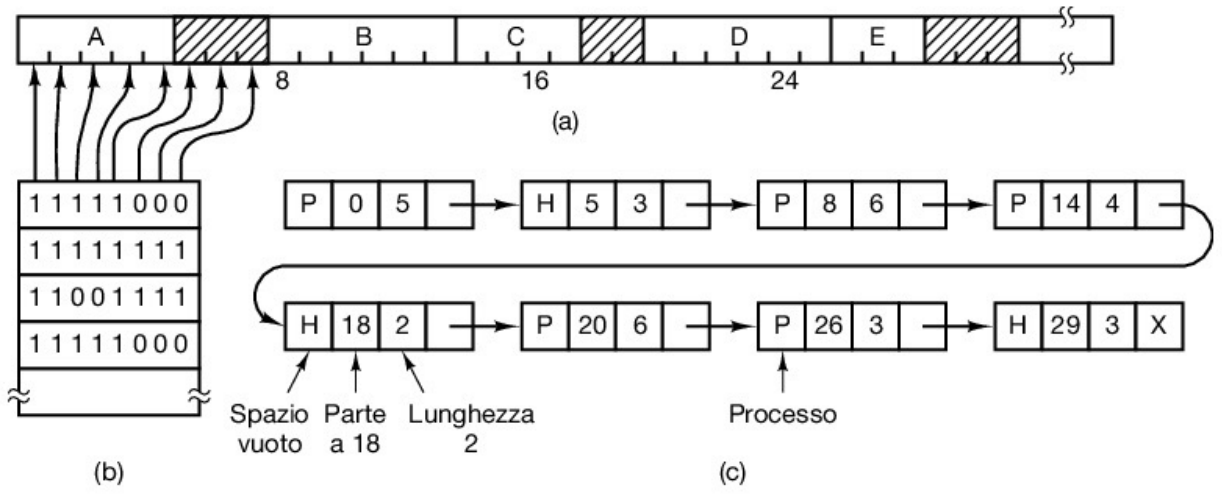 A B C D E
8 16 24
(a)
P 0 5 H 5 3 P 8 6 P 14 4
H 18 2 P 20 6 P 26 3 H 29 3 X
Spazio vuoto
Parte a 18
Lunghezza 2
Processo
(c)
1 1 1 1 1 0 0 0
1 1 1 1 1 1 1 1
1 1 0 0 1 1 1 1
1 1 1 1 1 0 0 0
(b)